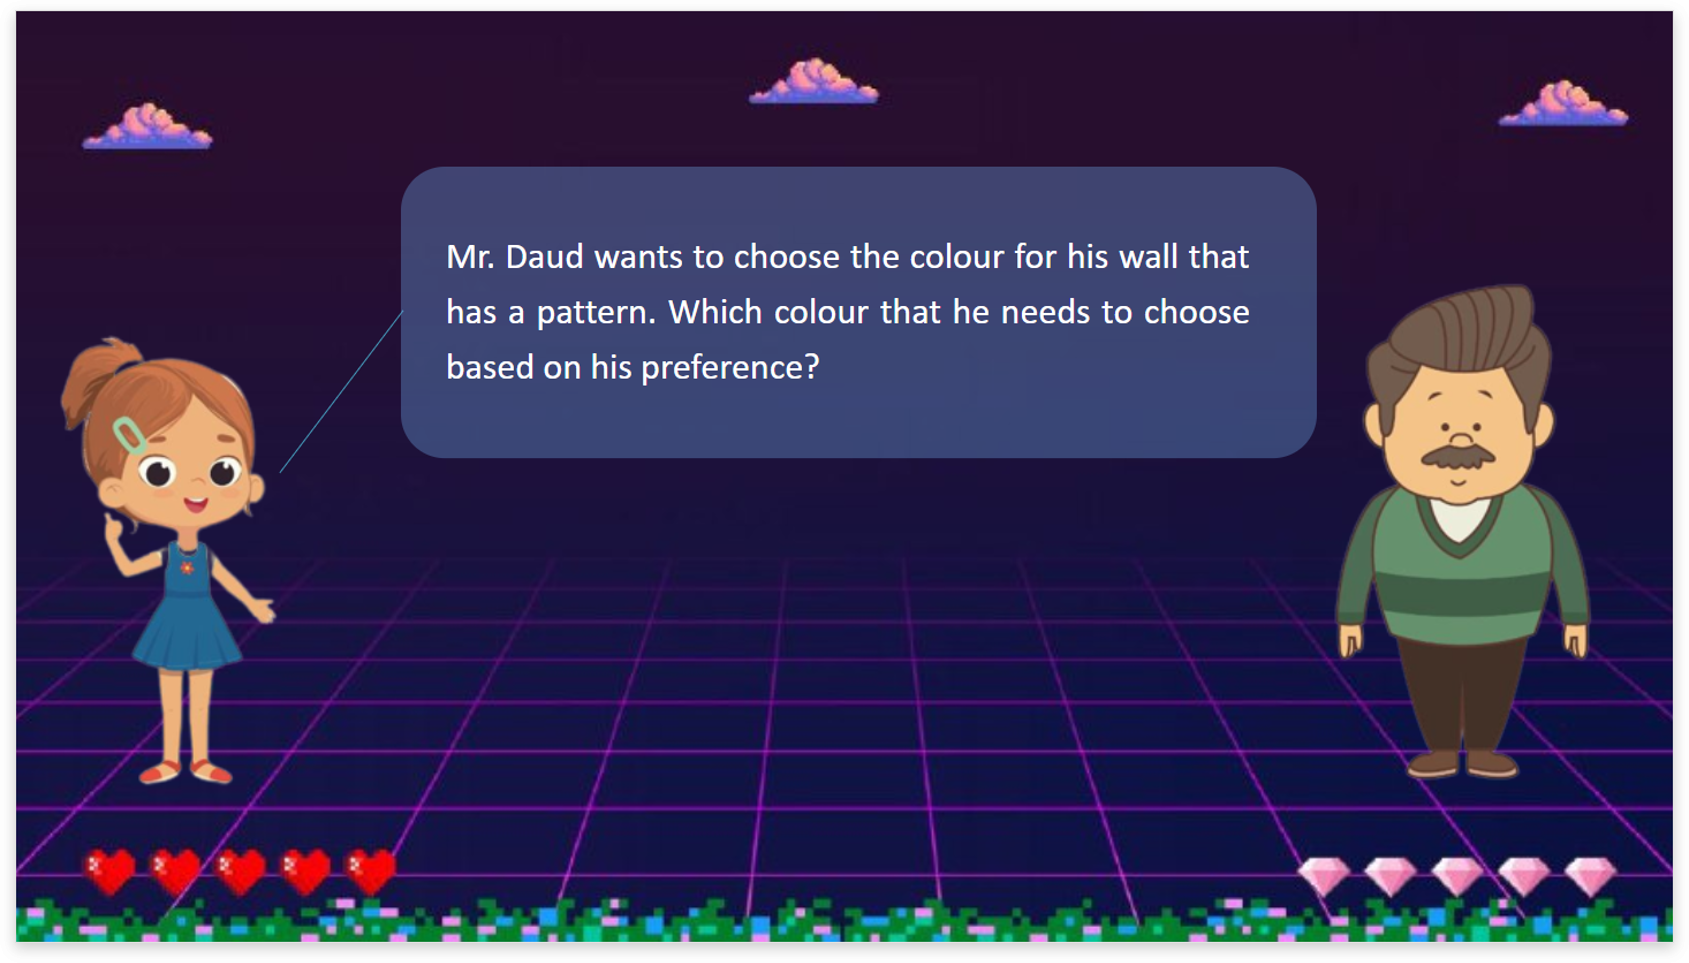 Mr. Daud wants to choose the colour for his wall that
has a pattern. Which colour that he needs to choose
based on his preference?